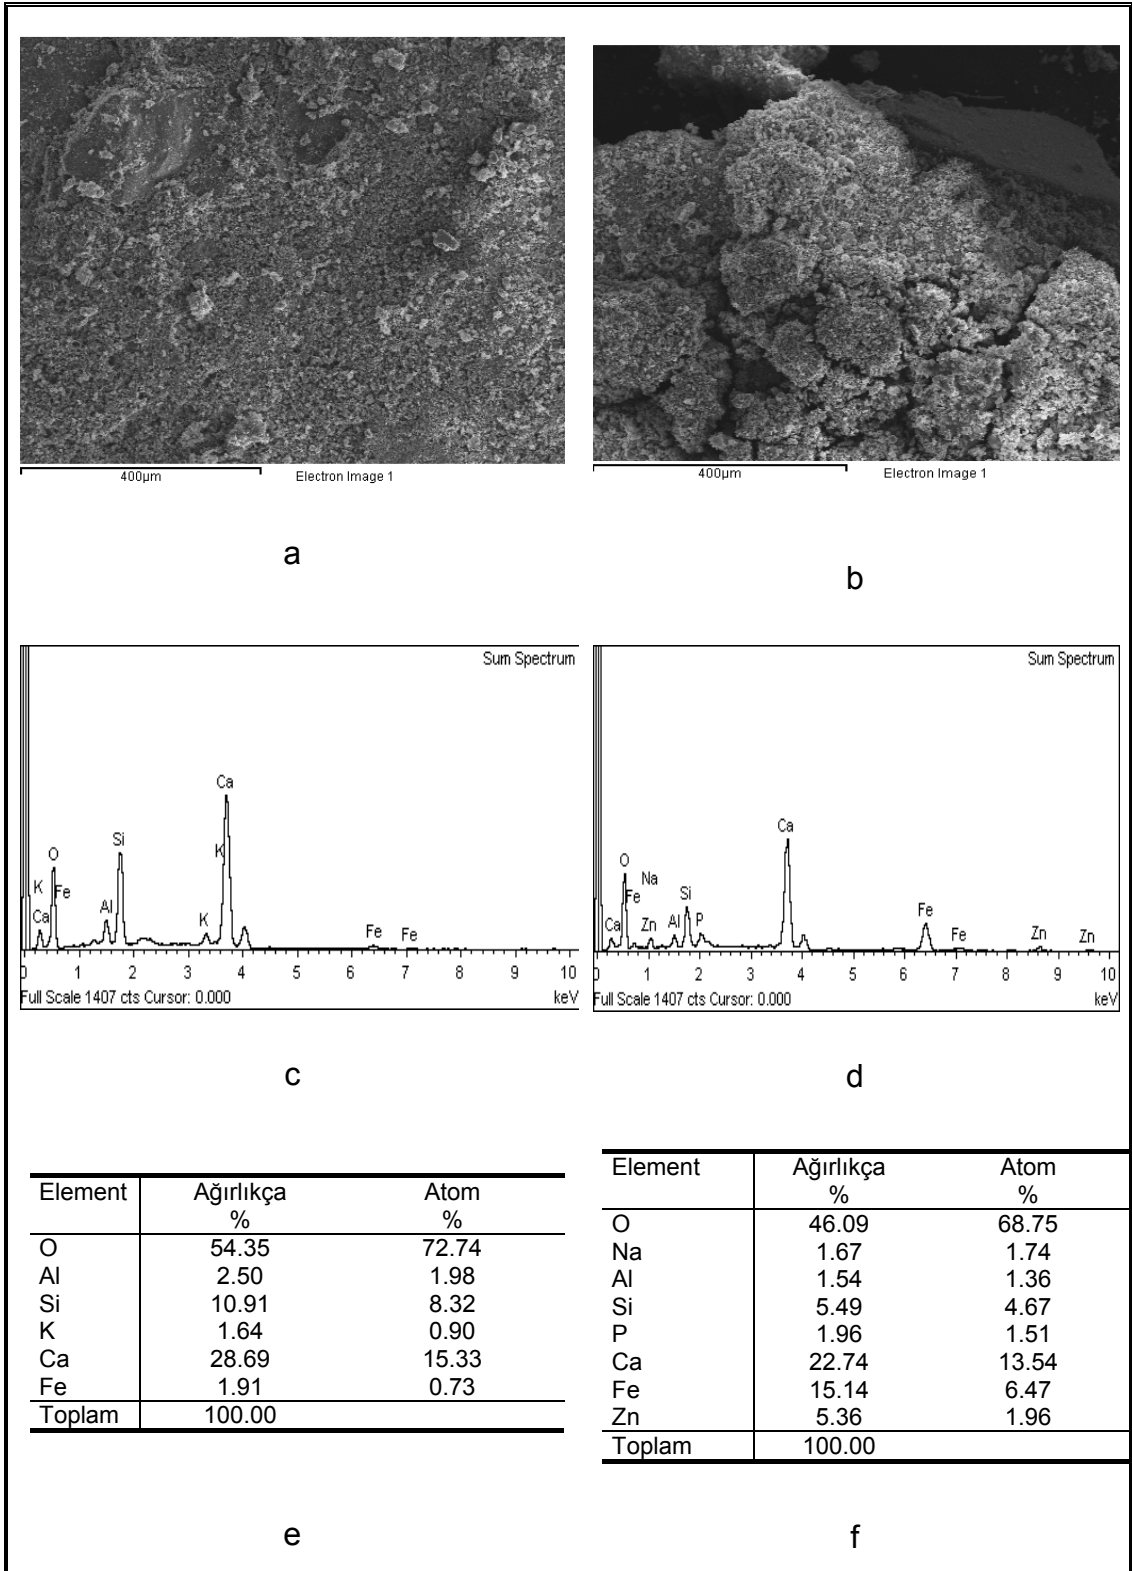 400µm
Electron Image 1
400µm
Electron Image 1
a
b
Sum Spectrum
Ca
Si
K
O
K
Fe
Al
Ca
K
Fe
Fe
0 1 2 3 4 5 6 7 8 9 10
Full Scale 1407 cts Cursor: 0.000
keV
Sum Spectrum
Ca
O
Na
Fe
Si
Ca
Zn
Al
P
Fe
Fe
Zn
Zn
0 1 2 3 4 5 6 7 8 9 10
Full Scale 1407 cts Cursor: 0.000
keV
c
d
Element Ağırlıkça Atom
% %
O 54.35 72.74
Al 2.50 1.98
Si 10.91 8.32
K 1.64 0.90
Ca 28.69 15.33
Fe 1.91 0.73
Toplam 100.00
Element Ağırlıkça Atom
% %
O 46.09 68.75
Na 1.67 1.74
Al 1.54 1.36
Si 5.49 4.67
P 1.96 1.51
Ca 22.74 13.54
Fe 15.14 6.47
Zn 5.36 1.96
Toplam 100.00
e
f